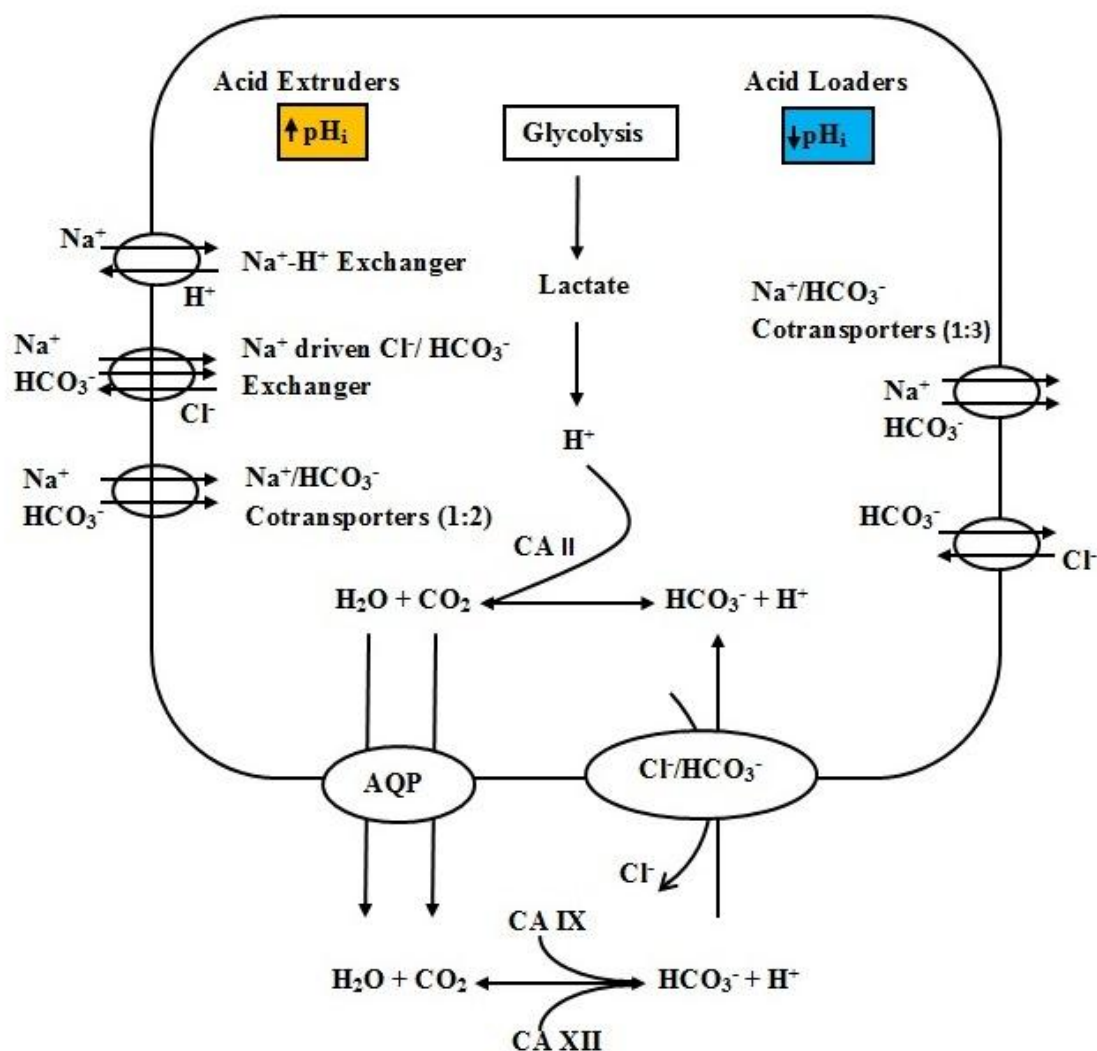 Acid Extruders
↑ pHᵢ
Glycolysis
Acid Loaders
↓pHᵢ
Na⁺
Na⁺-H⁺ Exchanger
H⁺
Lactate
Na⁺/HCO₃⁻
Cotransporters (1:3)
Na⁺
HCO₃⁻
Na⁺ driven Cl⁻/ HCO₃⁻
Exchanger
Cl⁻
Na⁺
HCO₃⁻
H⁺
Na⁺
HCO₃⁻
Na⁺/HCO₃⁻
Cotransporters (1:2)
HCO₃⁻
Cl⁻
CA II
H₂O + CO₂
HCO₃⁻ + H⁺
AQP
Cl⁻/HCO₃⁻
Cl⁻
CA IX
H₂O + CO₂
HCO₃⁻ + H⁺
CA XII